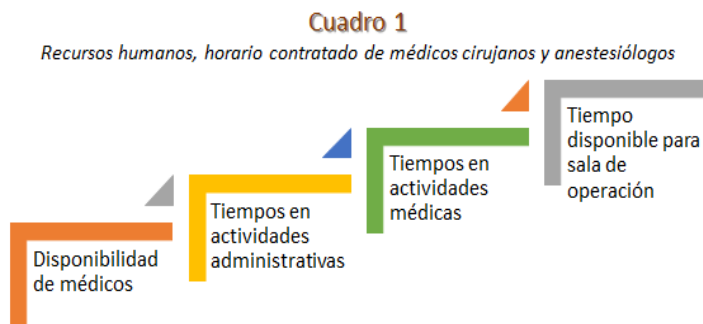 Cuadro 1
Recursos humanos, horario contratado de médicos cirujanos y anestesiólogos
Disponibilidad
de médicos
Tiempos en
actividades
administrativas
Tiempos en
actividades
médicas
Tiempo
disponible para
sala de
operación